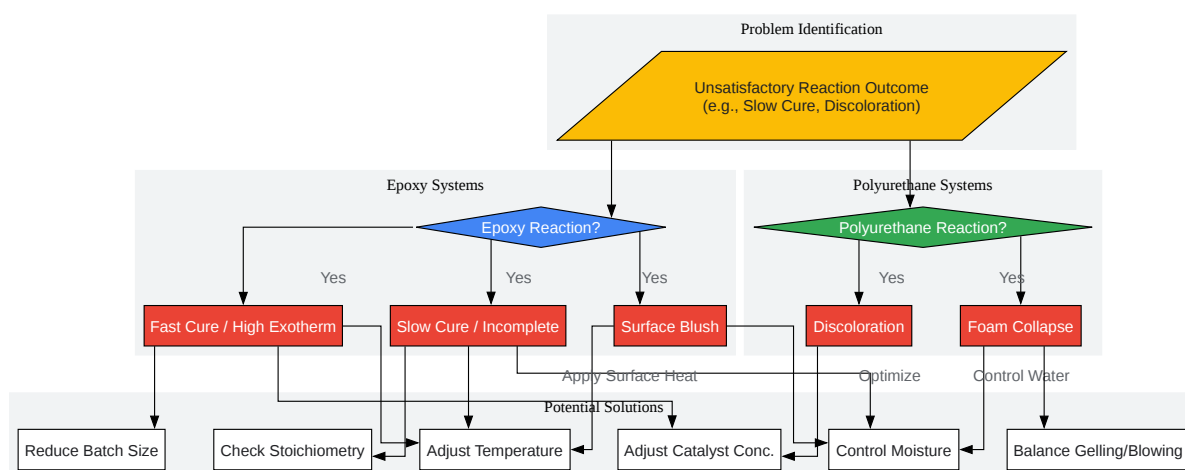 Problem Identification
Unsatisfactory Reaction Outcome
(e.g., Slow Cure, Discoloration)
Epoxy Systems
Polyurethane Systems
Epoxy Reaction?
Polyurethane Reaction?
Yes
Yes
Yes
Yes
Yes
Fast Cure / High Exotherm
Slow Cure / Incomplete
Surface Blush
Discoloration
Foam Collapse
Apply Surface Heat
Optimize
Control Water
Potential Solutions
Reduce Batch Size
Check Stoichiometry
Adjust Temperature
Adjust Catalyst Conc.
Control Moisture
Balance Gelling/Blowing